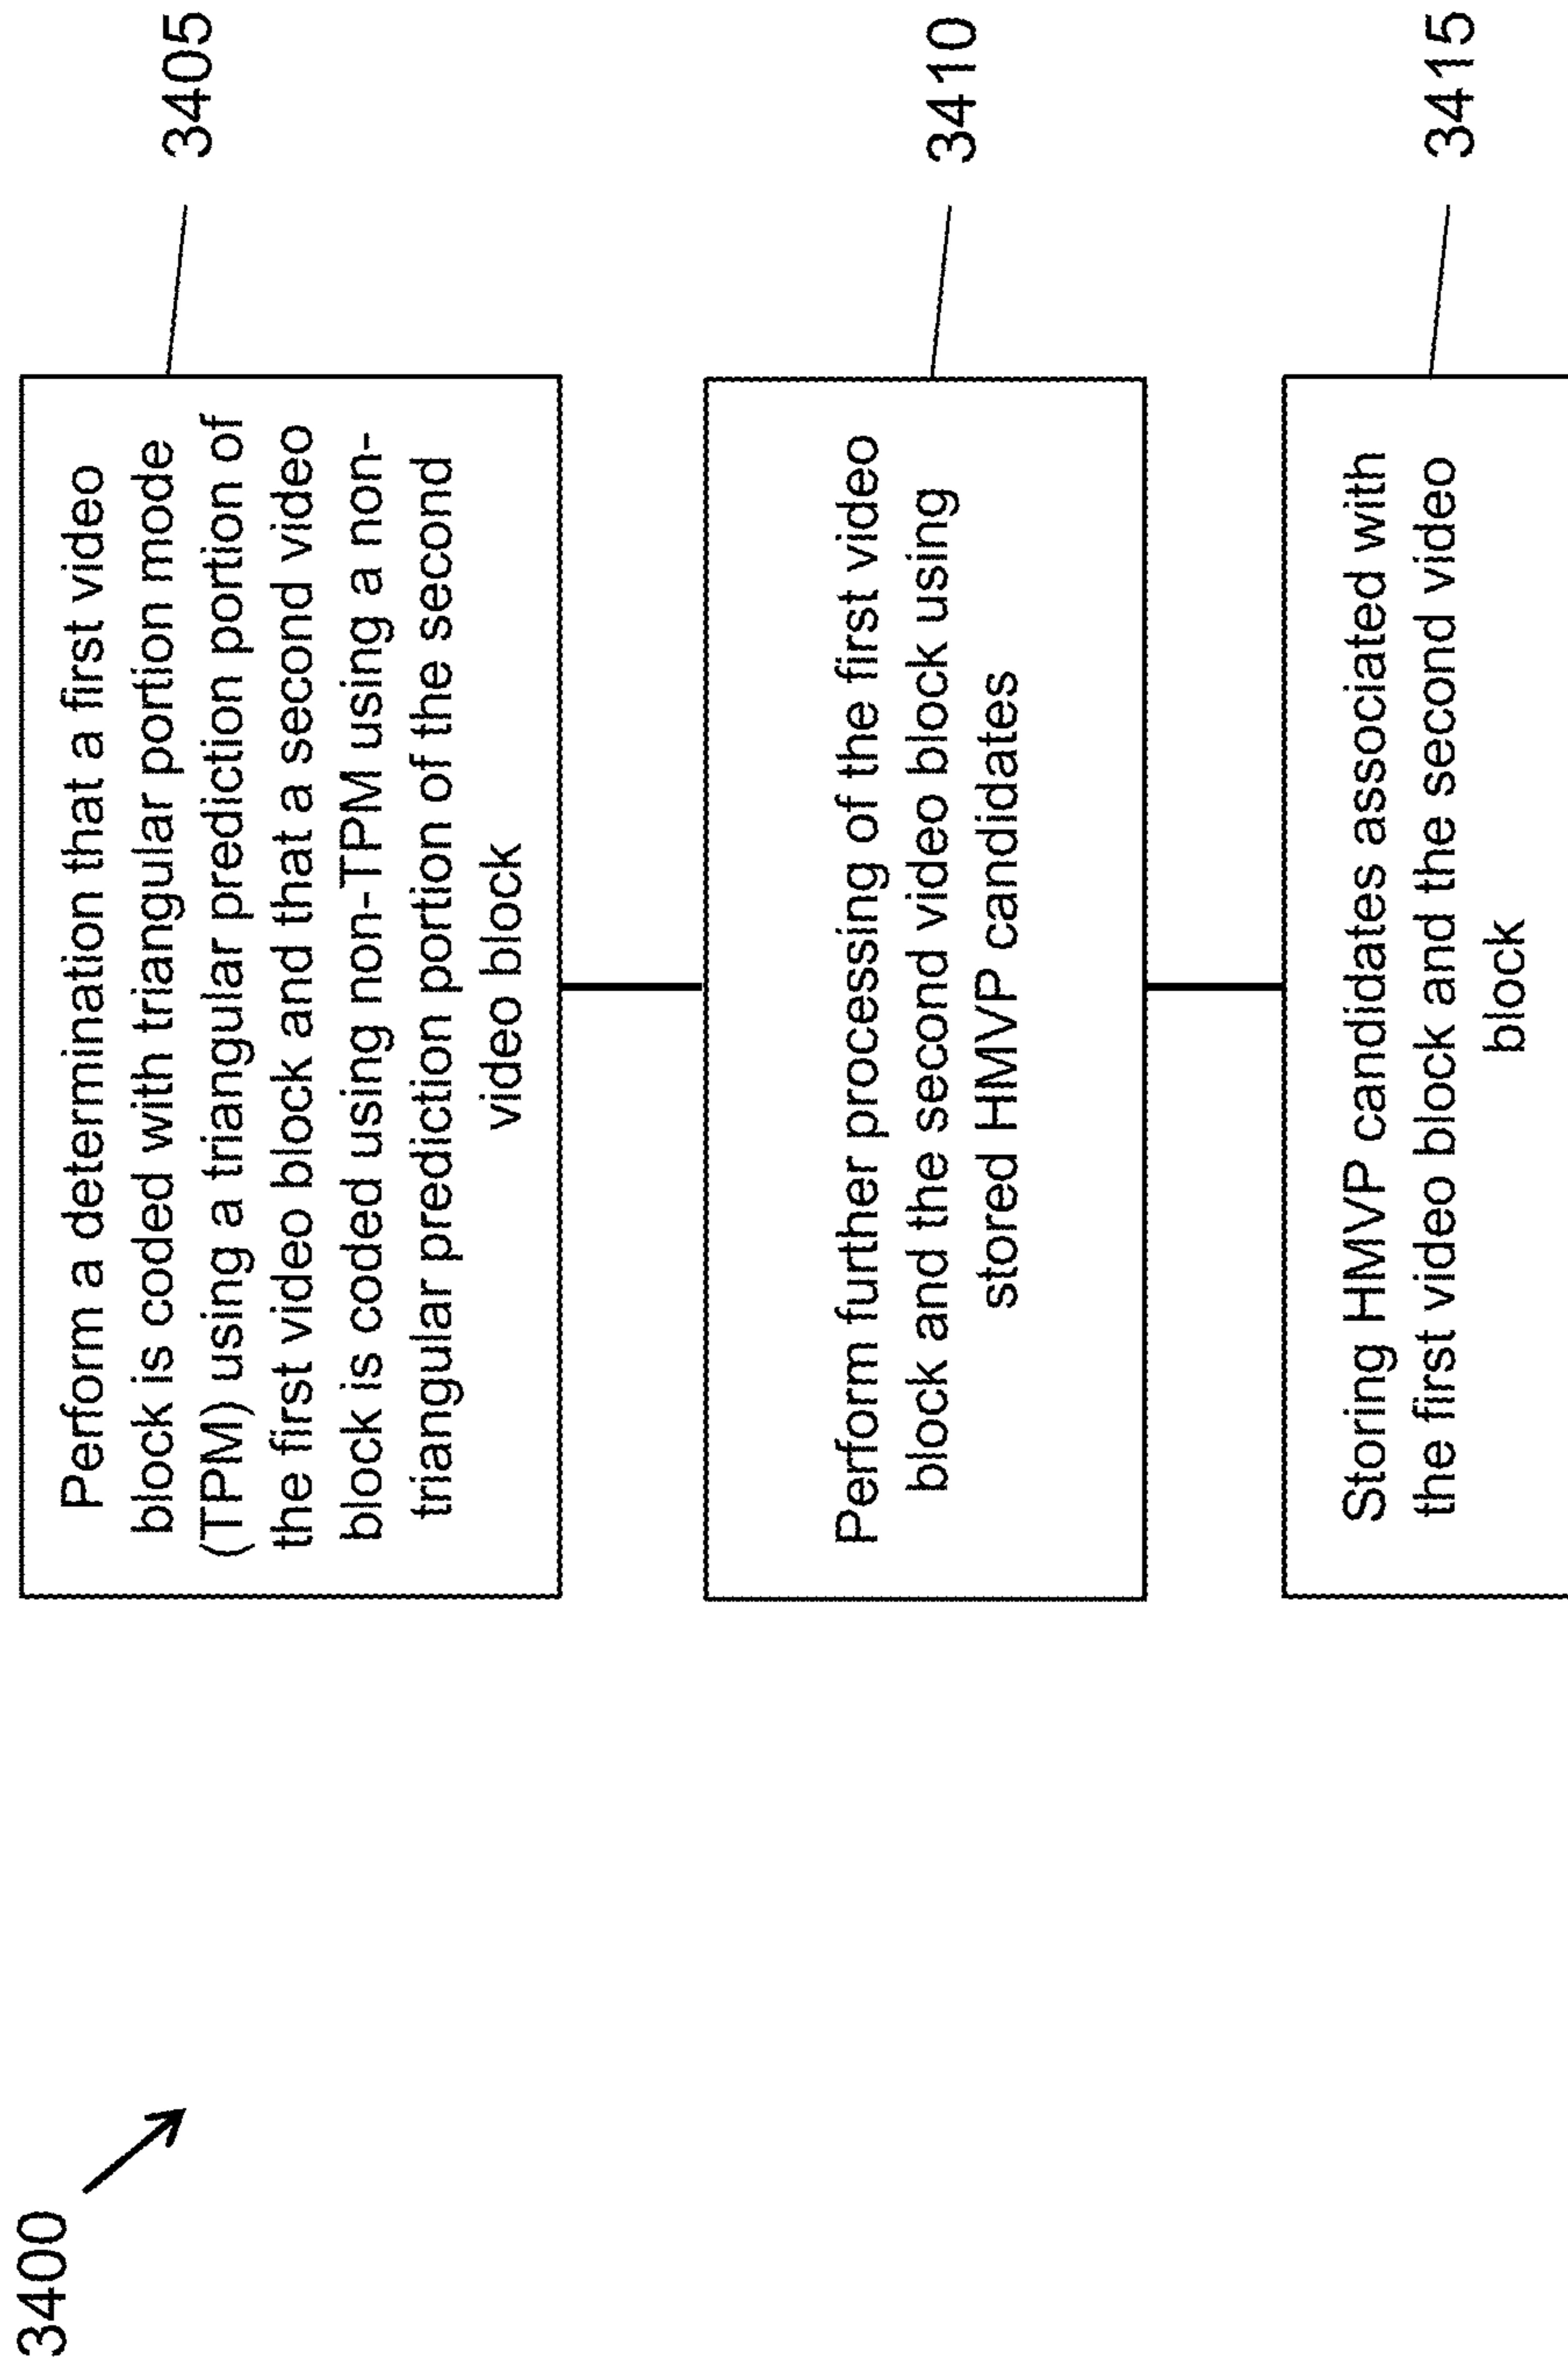 3400
Perform a determination that a first video
block is coded with triangular portion mode
(TPM) using a triangular prediction portion of
the first video block and that a second video
block is coded using non-TPM using a non-
triangular prediction portion of the second
video block
3405
Perform further processing of the first video
block and the second video block using
stored HMVP candidates
3410
Storing HMVP candidates associated with
the first video block and the second video
block
3415